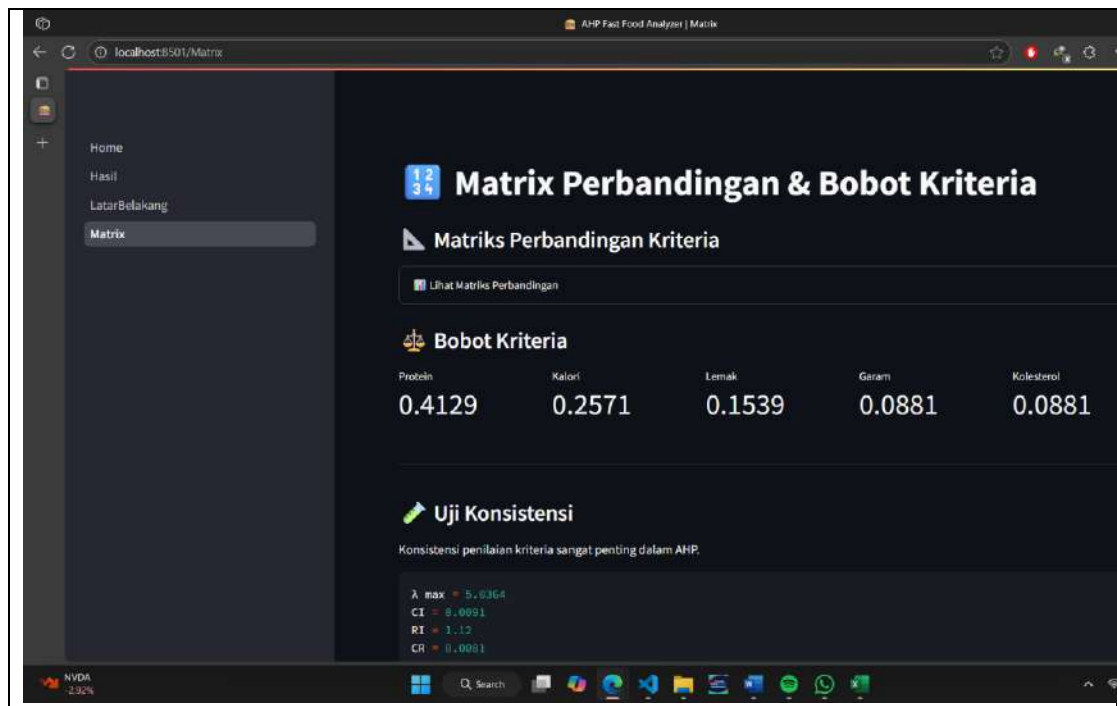 AHP Fast Food Analyzer | Matrix
localhost:8501/Matrix
Home
Hasil
LatarBelakang
Matrix
Matrix Perbandingan & Bobot Kriteria
Matriks Perbandingan Kriteria
Lihat Matriks Perbandingan
Bobot Kriteria
Protein Kalori Lemak Garam Kolesterol
0.4129 0.2571 0.1539 0.0881 0.0881
Uji Konsistensi
Konsistensi penilaian kriteria sangat penting dalam AHP.
λ max = 5.0364
CI = 0.0091
RI = 1.12
CR = 0.0081
NVDA
-2.92%
Search